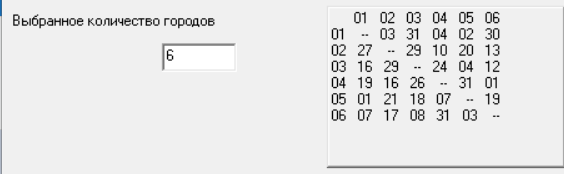 Выбранное количество городов
6
01 02 03 04 05 06
01 -- 03 31 04 02 30
02 27 -- 29 10 20 13
03 16 29 -- 24 04 12
04 19 16 26 -- 31 01
05 01 21 18 07 -- 19
06 07 17 08 31 03 --